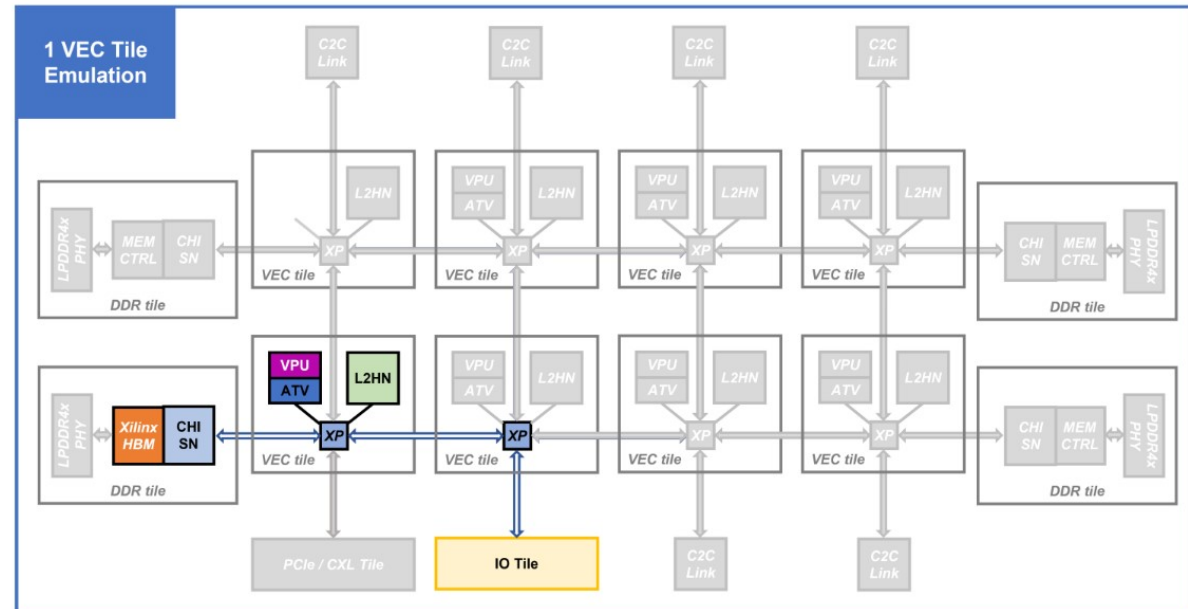 1 VEC Tile
Emulation
C2C
Link
C2C
Link
C2C
Link
C2C
Link
LPDDR4x
PHY
MEM
CTRL
CHI
SN
DDR tile
L2HN
XP
VEC tile
VPU
ATV
L2HN
XP
VEC tile
VPU
ATV
L2HN
XP
VEC tile
VPU
ATV
L2HN
XP
VEC tile
CHI
SN
MEM
CTRL
LPDDR4x
PHY
DDR tile
LPDDR4x
PHY
Xilinx
HBM
CHI
SN
DDR tile
VPU
ATV
L2HN
XP
VEC tile
VPU
ATV
L2HN
XP
VEC tile
VPU
ATV
L2HN
XP
VEC tile
VPU
ATV
L2HN
XP
VEC tile
CHI
SN
MEM
CTRL
LPDDR4x
PHY
DDR tile
PCIe / CXL Tile
IO Tile
C2C
Link
C2C
Link